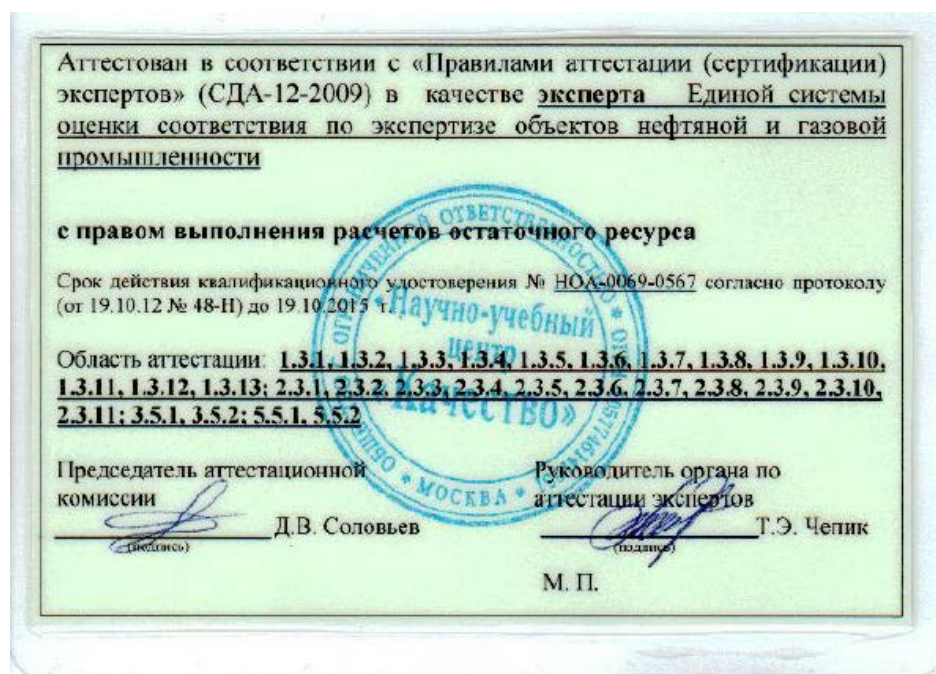 Аттестован в соответствии с «Правилами аттестации (сертификации)
экспертов» (СДА-12-2009) в качестве эксперта Единой системы
оценки соответствия по экспертизе объектов нефтяной и газовой
промышленности
с правом выполнения расчетов остаточного ресурса
Срок действия квалификационного удостоверения № НОА-0069-0567 согласно протоколу
(от 19.10.12 № 48-Н) до 19.10.2015 г.
Область аттестации: 1.3.1, 1.3.2, 1.3.3, 1.3.4, 1.3.5, 1.3.6, 1.3.7, 1.3.8, 1.3.9, 1.3.10,
1.3.11, 1.3.12, 1.3.13; 2.3.1, 2.3.2, 2.3.3, 2.3.4, 2.3.5, 2.3.6, 2.3.7, 2.3.8, 2.3.9, 2.3.10,
2.3.11; 3.5.1, 3.5.2; 5.5.1, 5.5.2
Научно-учебный
центр
«Качество»
МОСКВА
Председатель аттестационной
комиссии
Д.В. Соловьев
(подпись)
Руководитель органа по
аттестации экспертов
Т.Э. Чепик
(подпись)
М. П.